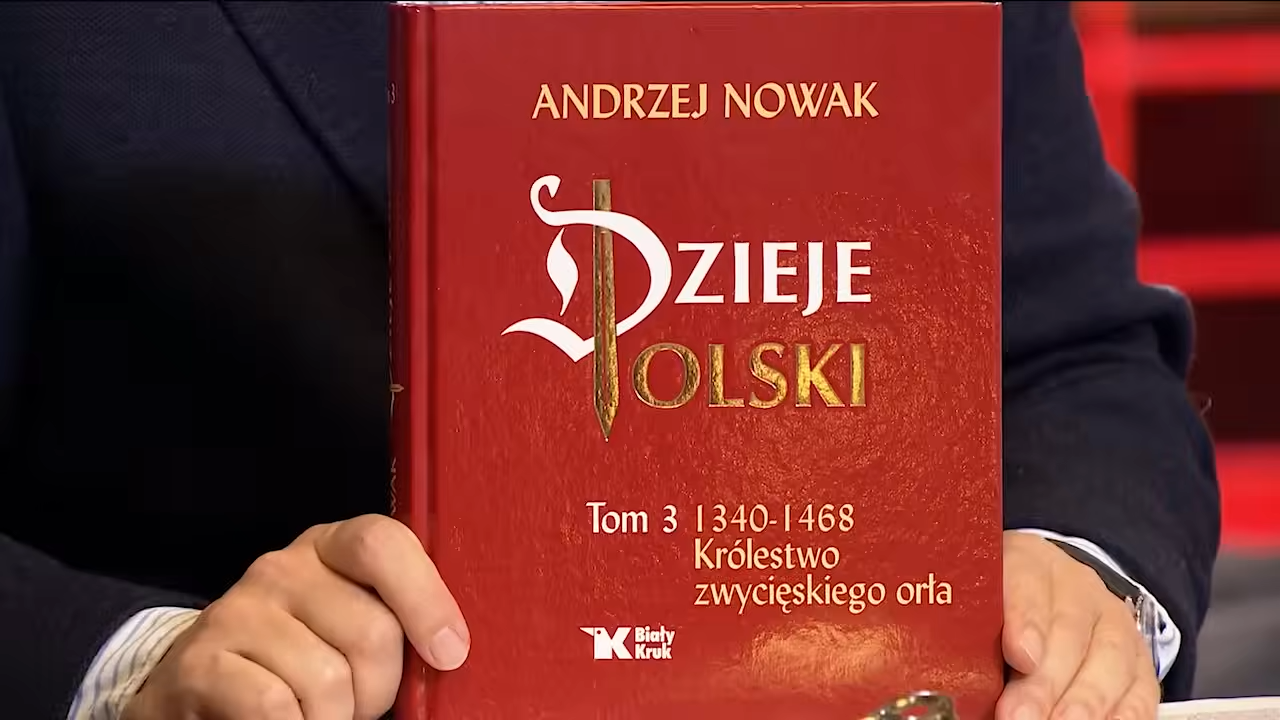 ANDRZEJ NOWAK
DZIEJE
POLSKI
Tom 3 1340-1468
Królestwo
zwycięskiego orła
Biały
Kruk